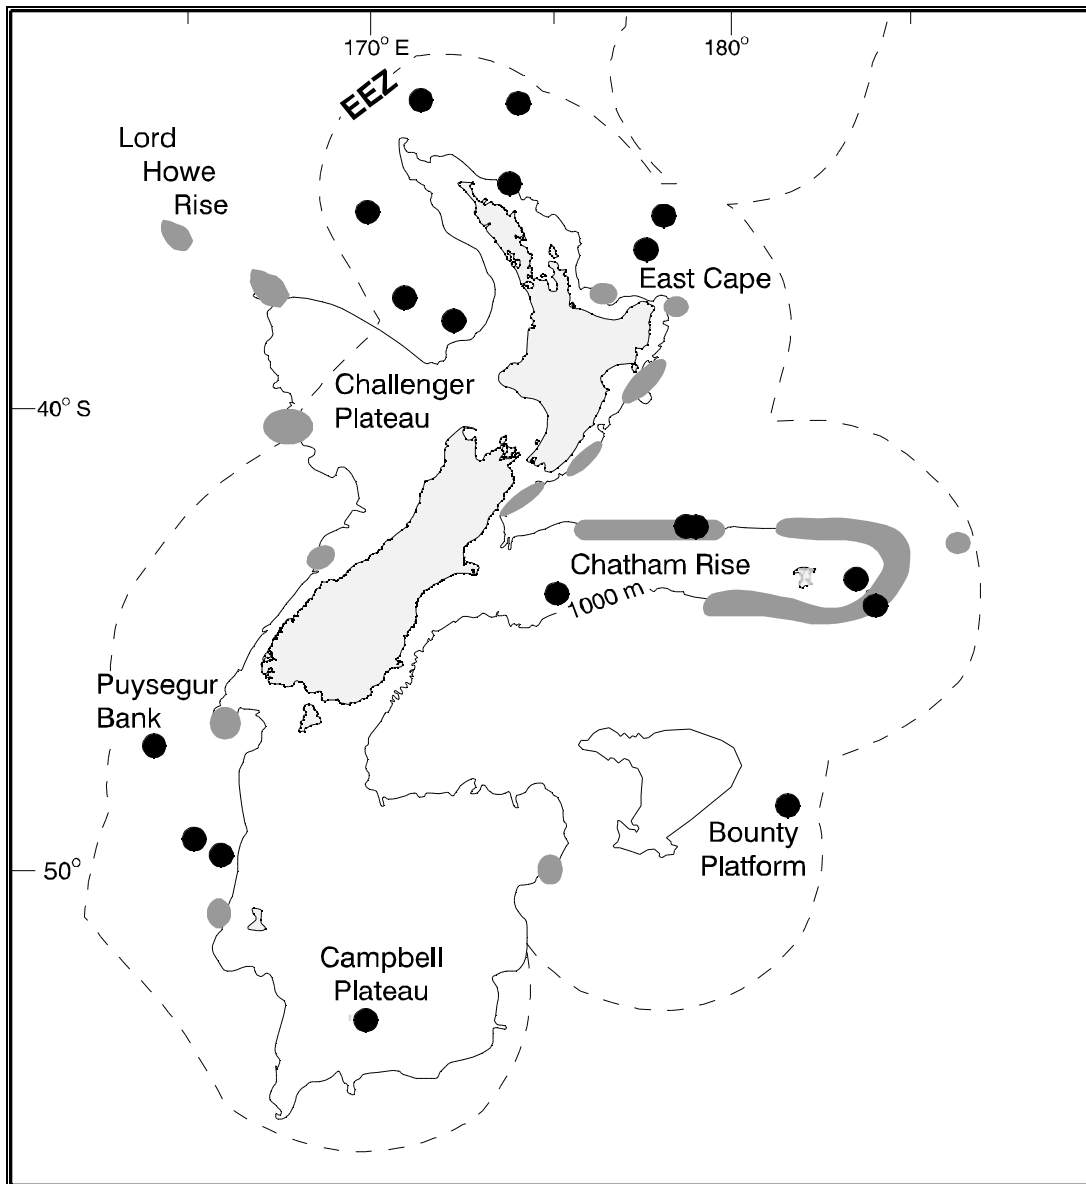 170° E
180°
EEZ
Lord
Howe
Rise
East Cape
Challenger
Plateau
40° S
Chatham Rise
1000 m
Puysegur
Bank
Bounty
Platform
50°
Campbell
Plateau